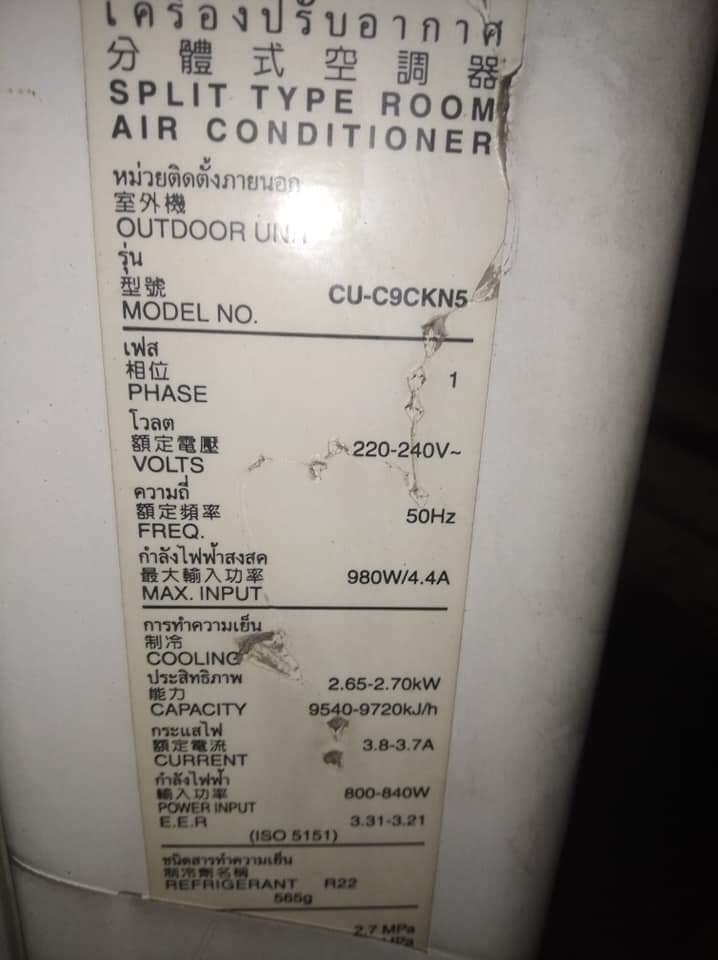 เครื่องปรับอากาศ
分體式空調器
SPLIT TYPE ROOM
AIR CONDITIONER
หน่วยติดตั้งภายนอก
室外機
OUTDOOR UNIT
รุ่น
型號
MODEL NO. CU-C9CKN5
เฟส
相位
PHASE 1
โวลต
額定電壓
VOLTS 220-240V~
ความถี่
額定頻率
FREQ. 50Hz
กำลังไฟฟ้าสูงสุด
最大輸入功率 980W/4.4A
MAX. INPUT
การทำความเย็น
制冷
COOLING
ประสิทธิภาพ
能力 2.65-2.70kW
CAPACITY 9540-9720kJ/h
กระแสไฟ
額定電流 3.8-3.7A
CURRENT
กำลังไฟฟ้า
輸入功率 800-840W
POWER INPUT
E.E.R 3.31-3.21
(ISO 5151)
ชนิดสารทำความเย็น
制冷劑名稱
REFRIGERANT R22
565g
2.7 MPa
MPa